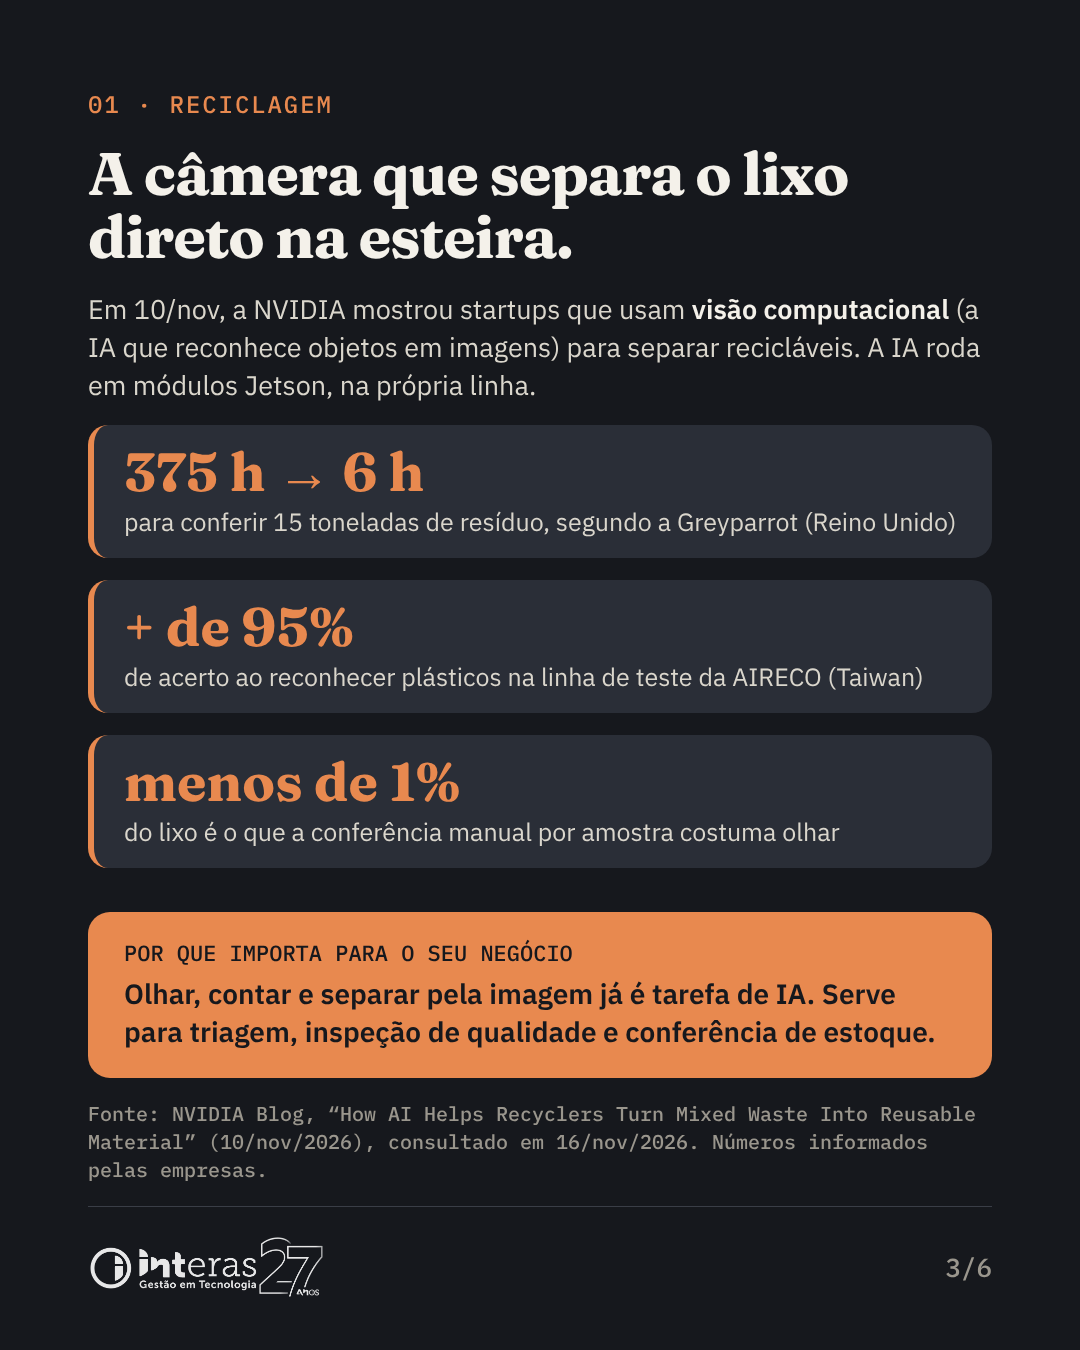 01 · RECICLAGEM
A câmera que separa o lixo
direto na esteira.
Em 10/nov, a NVIDIA mostrou startups que usam visão computacional (a
IA que reconhece objetos em imagens) para separar recicláveis. A IA roda
em módulos Jetson, na própria linha.
375 h → 6 h
para conferir 15 toneladas de resíduo, segundo a Greyparrot (Reino Unido)
+ de 95%
de acerto ao reconhecer plásticos na linha de teste da AIRECO (Taiwan)
menos de 1%
do lixo é o que a conferência manual por amostra costuma olhar
POR QUE IMPORTA PARA O SEU NEGÓCIO
Olhar, contar e separar pela imagem já é tarefa de IA. Serve
para triagem, inspeção de qualidade e conferência de estoque.
Fonte: NVIDIA Blog, “How AI Helps Recyclers Turn Mixed Waste Into Reusable
Material” (10/nov/2026), consultado em 16/nov/2026. Números informados
pelas empresas.
interas 27
Gestão em Tecnologia Anos
3/6